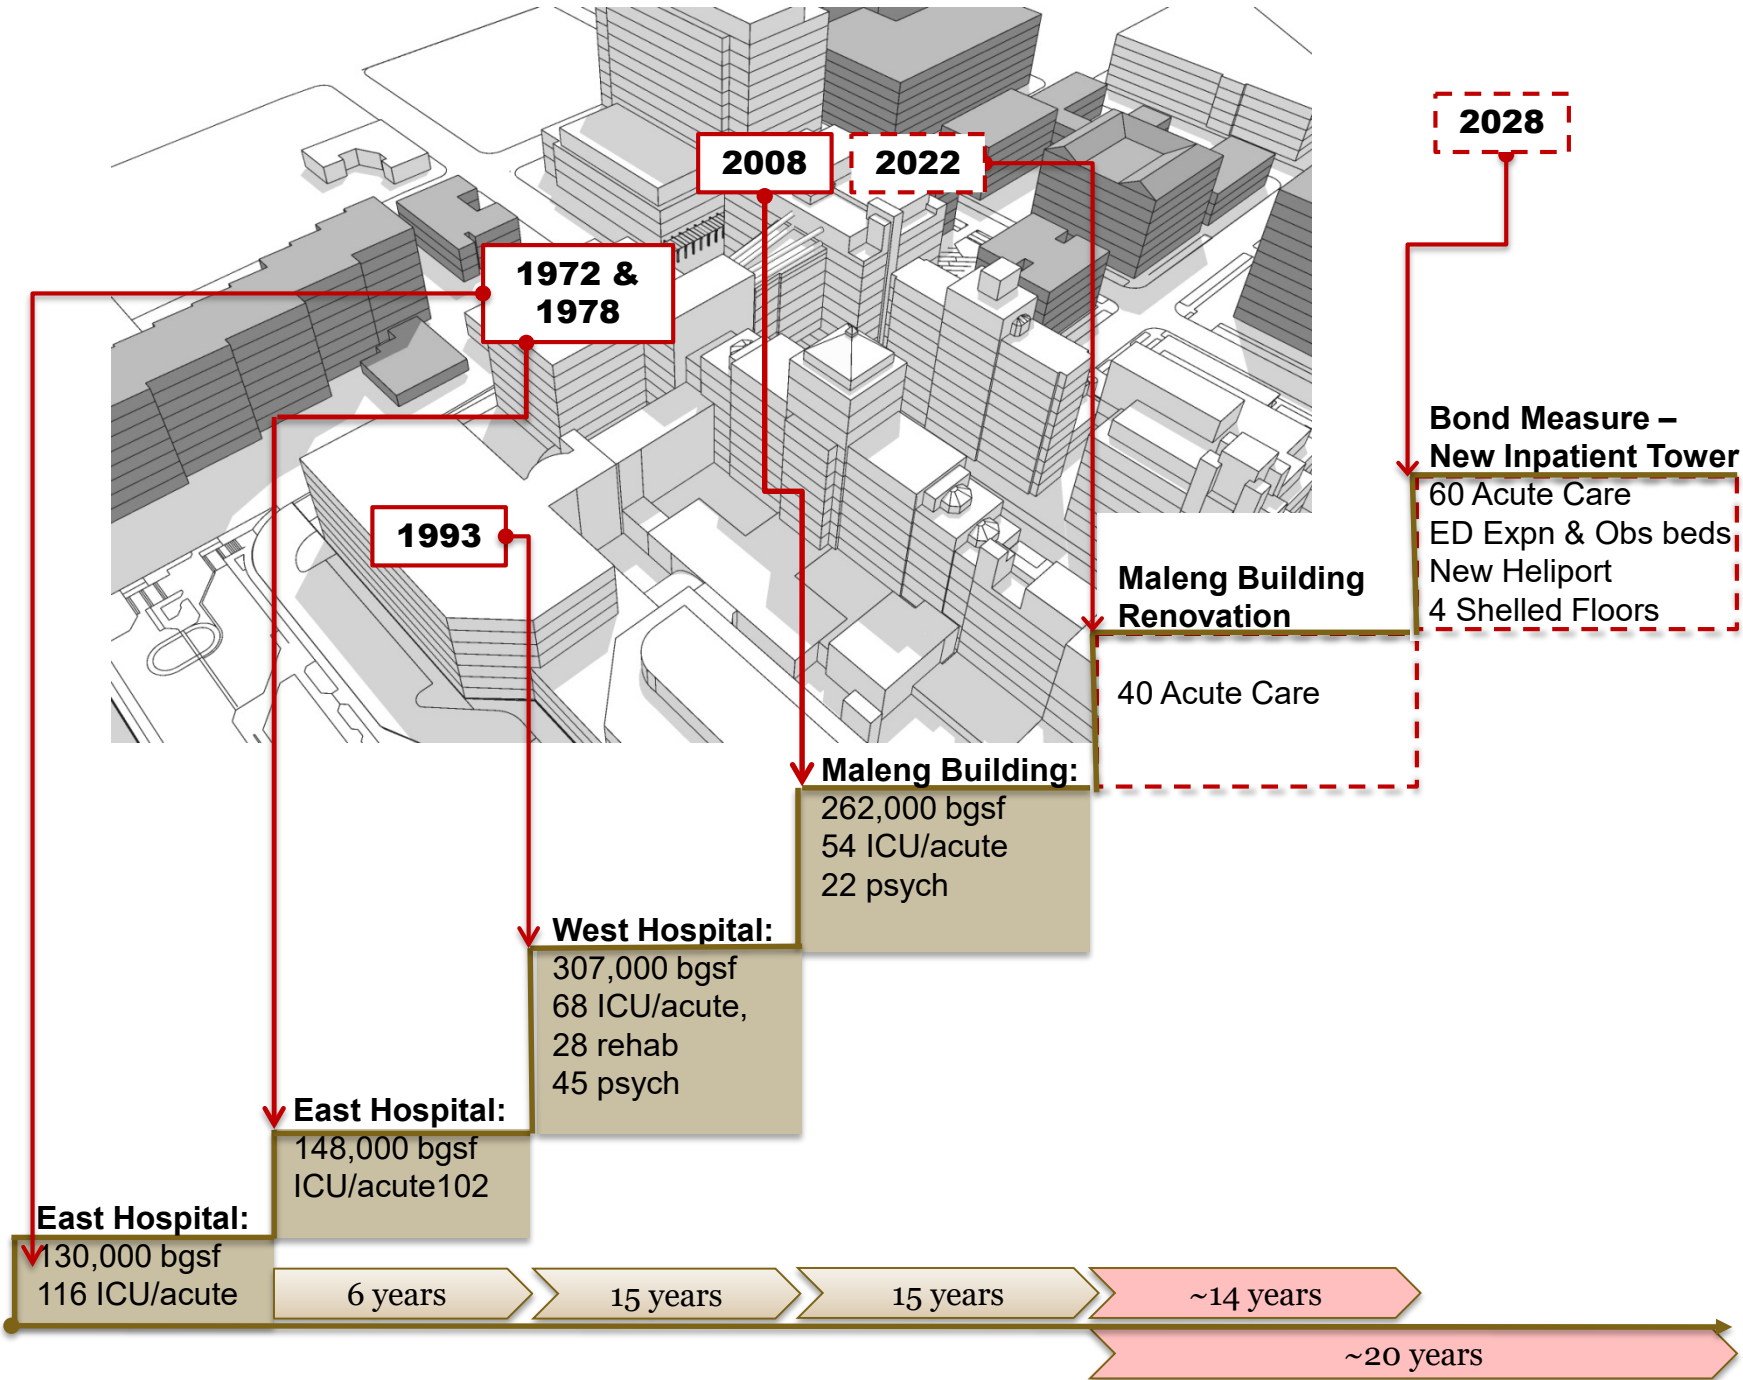 2028
2008
2022
1972 &
1978
1993
Bond Measure –
New Inpatient Tower
60 Acute Care
ED Expn & Obs beds
New Heliport
4 Shelled Floors
Maleng Building
Renovation
40 Acute Care
Maleng Building:
262,000 bgsf
54 ICU/acute
22 psych
West Hospital:
307,000 bgsf
68 ICU/acute,
28 rehab
45 psych
East Hospital:
148,000 bgsf
ICU/acute102
East Hospital:
130,000 bgsf
116 ICU/acute
6 years
15 years
15 years
~14 years
~20 years